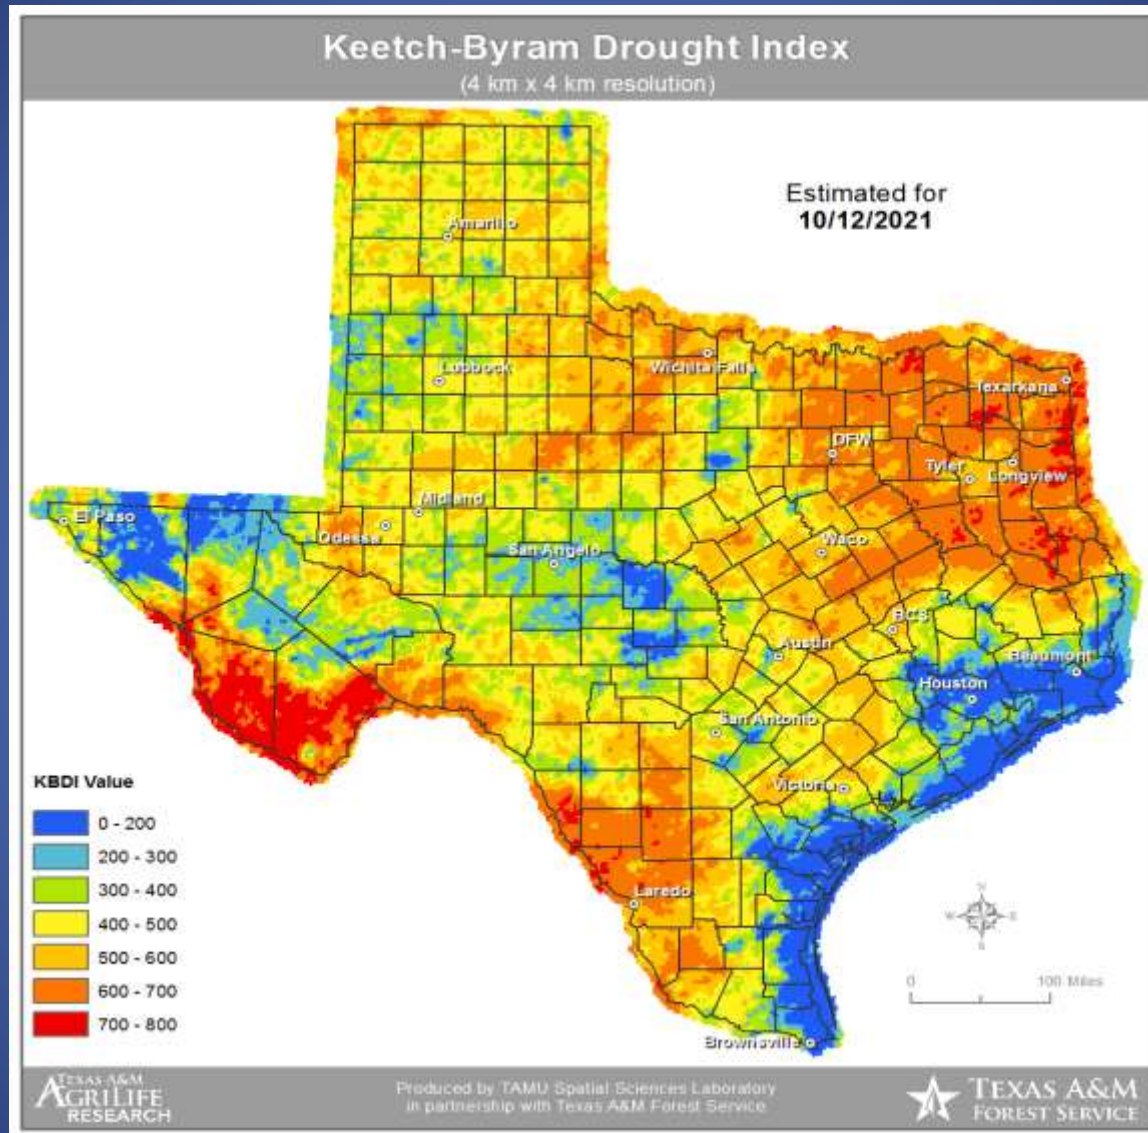 Keetch-Byram Drought Index
(4 km x 4 km resolution)
Estimated for
10/12/2021
Amarillo
Lubbock
Wichita Falls
Texarkana
DFW
Tyler
Longview
Midland
El Paso
Odessa
San Angelo
Waco
BCS
Austin
Beaumont
Houston
San Antonio
Victoria
Laredo
Brownsville
KBDI Value
0 - 200
200 - 300
300 - 400
400 - 500
500 - 600
600 - 700
700 - 800
N
W E
S
0 100 Miles
TEXAS A&M
AGRILIFE
RESEARCH
Produced by TAMU Spatial Sciences Laboratory
in partnership with Texas A&M Forest Service
TEXAS A&M
FOREST SERVICE